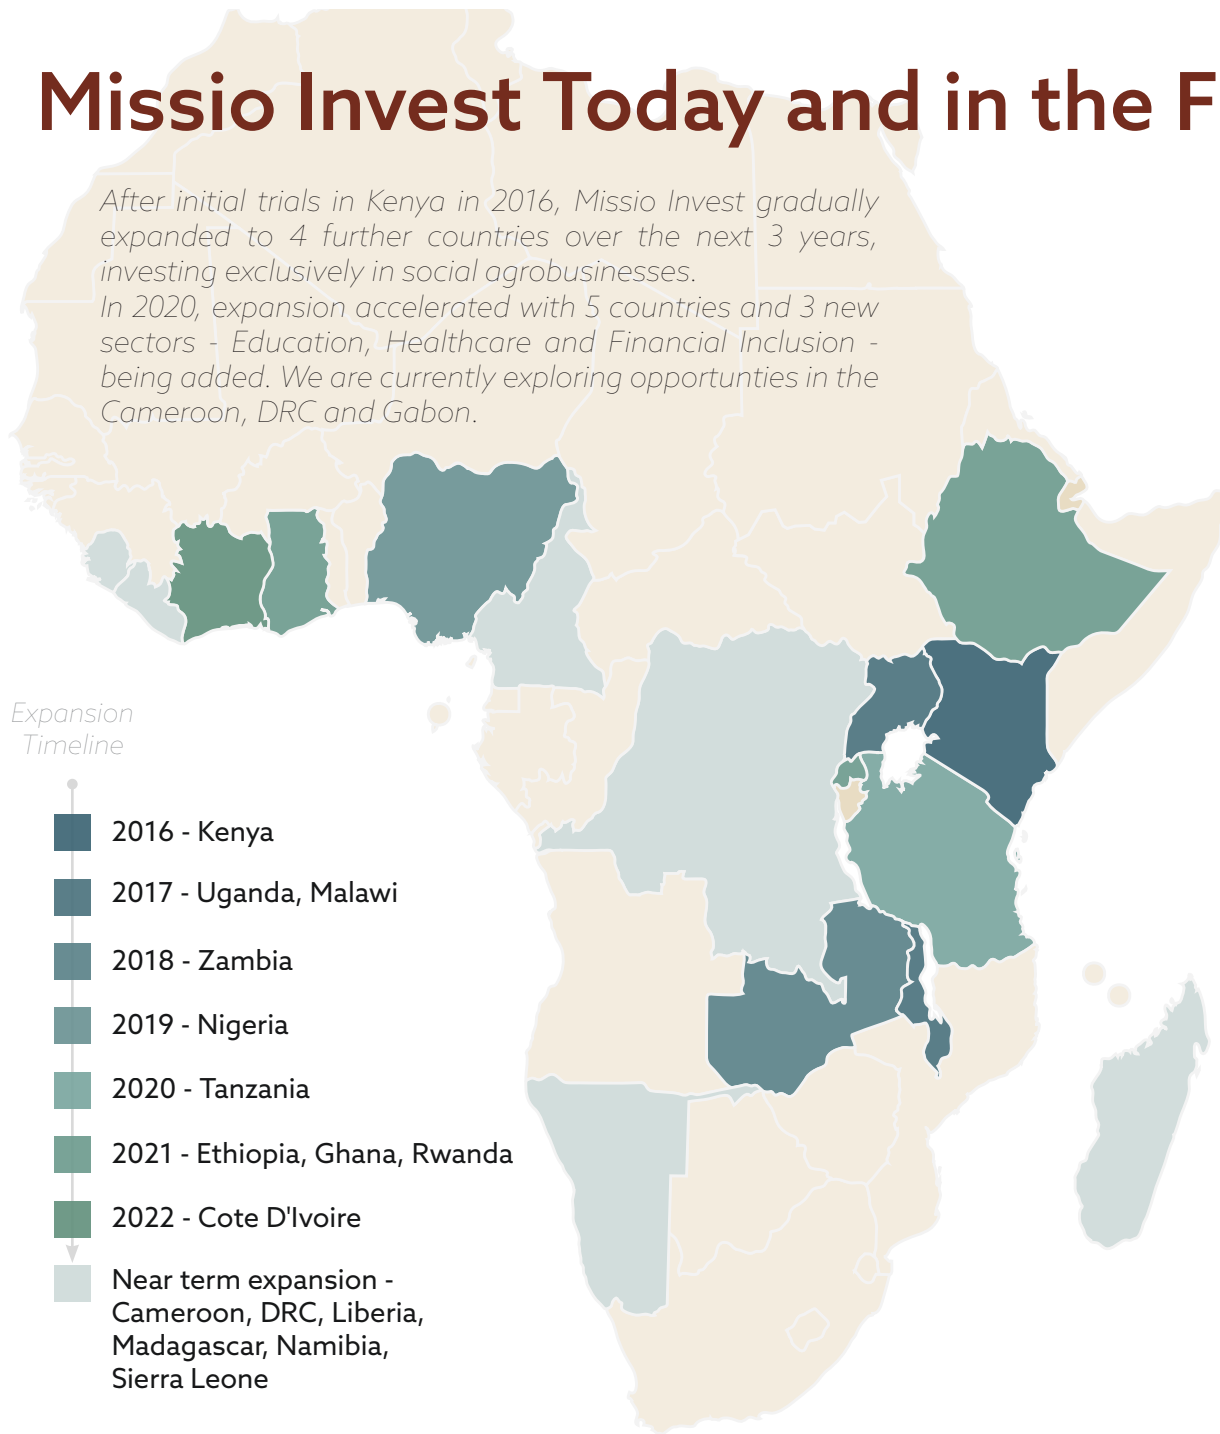 Missio Invest Today and in the F
After initial trials in Kenya in 2016, Missio Invest gradually
expanded to 4 further countries over the next 3 years,
investing exclusively in social agrobusinesses.
In 2020, expansion accelerated with 5 countries and 3 new
sectors - Education, Healthcare and Financial Inclusion -
being added. We are currently exploring opportunties in the
Cameroon, DRC and Gabon.
Expansion
Timeline
2016 - Kenya
2017 - Uganda, Malawi
2018 - Zambia
2019 - Nigeria
2020 - Tanzania
2021 - Ethiopia, Ghana, Rwanda
2022 - Cote D'Ivoire
Near term expansion -
Cameroon, DRC, Liberia,
Madagascar, Namibia,
Sierra Leone